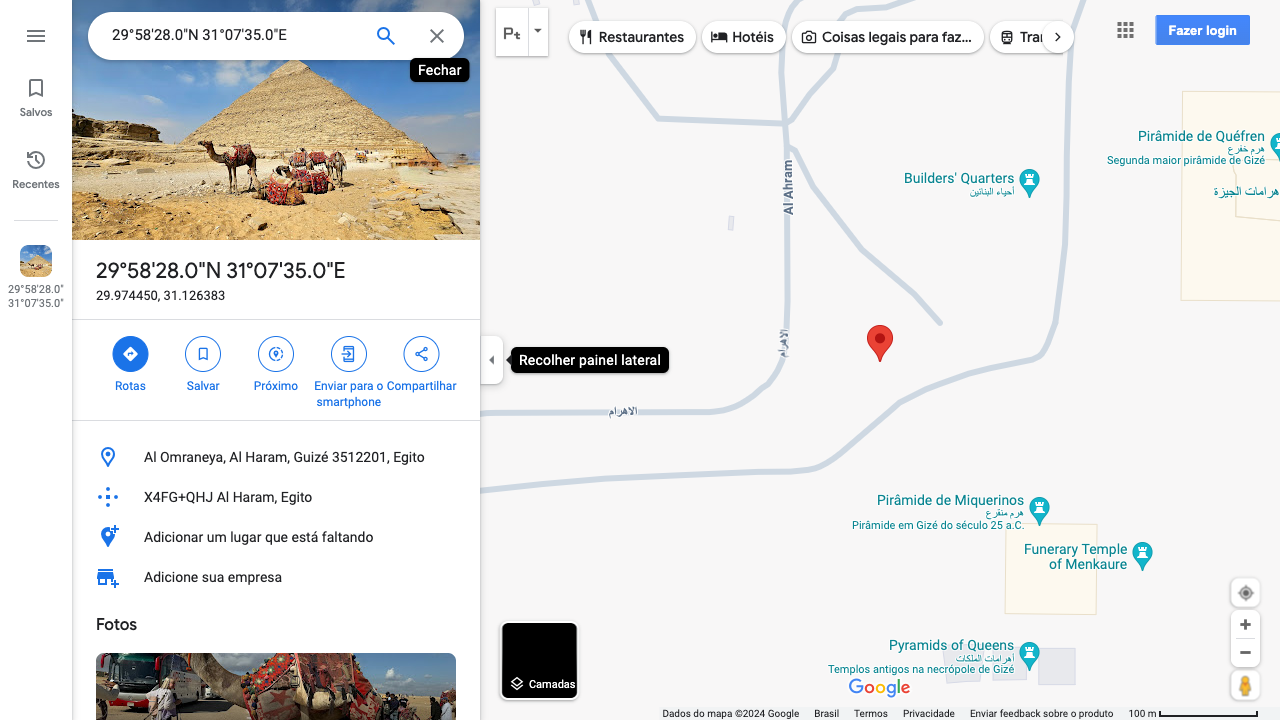 29°58'28.0"N 31°07'35.0"E
Fechar
Salvos
Recentes
29°58'28.0"
31°07'35.0"
29°58'28.0"N 31°07'35.0"E
29.974450, 31.126383
Rotas
Salvar
Próximo
Enviar para o
smartphone
Compartilhar
Recolher painel lateral
Al Omraneya, Al Haram, Guizé 3512201, Egito
X4FG+QHJ Al Haram, Egito
Adicionar um lugar que está faltando
Adicione sua empresa
Fotos
Restaurantes
Hotéis
Coisas legais para faz...
Fazer login
Pirâmide de Quéfren
هرم خفرع
Segunda maior pirâmide de Gizé
Builders' Quarters
أحياء البنائين
Al Ahram
الاهرام
الاهرام
Pirâmide de Miquerinos
هرم منقرع
Pirâmide em Gizé do século 25 a.C.
Funerary Temple
of Menkaure
Pyramids of Queens
أهرامات الملكات
Templos antigos na necrópole de Gizé
Camadas
Google
Dados do mapa ©2024 Google Brasil Termos Privacidade Enviar feedback sobre o produto 100 m